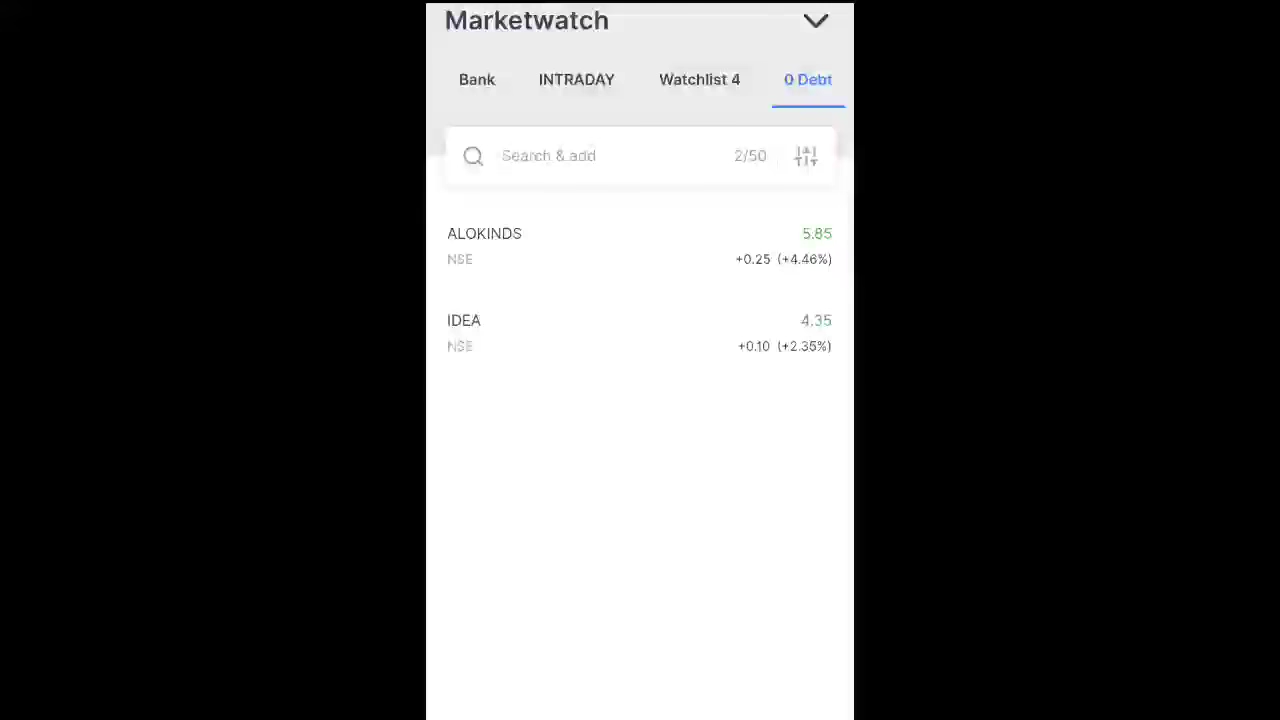 Marketwatch
Bank INTRADAY Watchlist 4 0 Debt
Search & add 2/50
ALOKINDS 5.85
NSE +0.25 (+4.46%)
IDEA 4.35
NSE +0.10 (+2.35%)